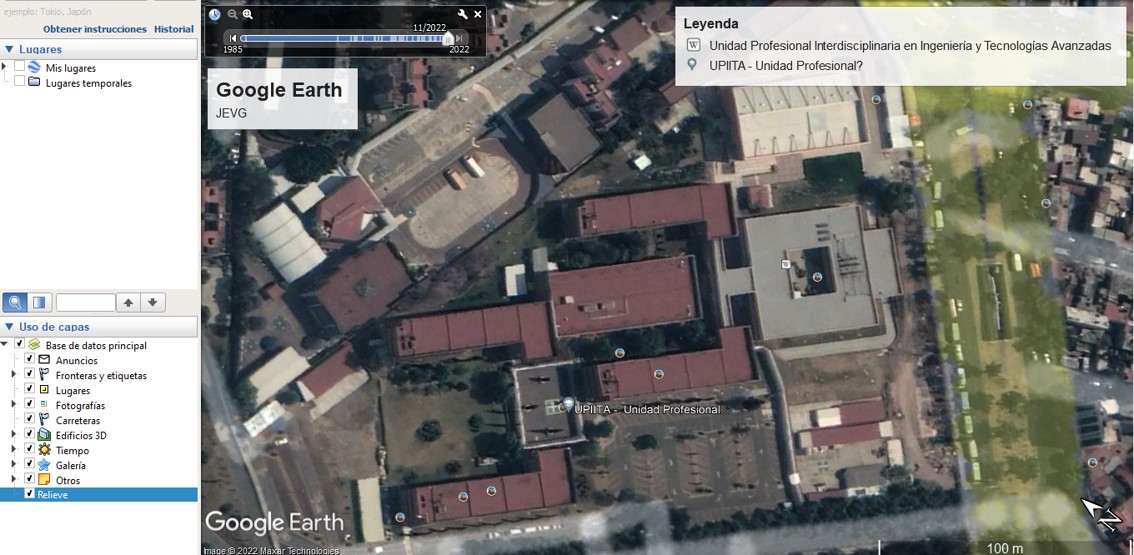 ejemplo: Tokio, Japón
Obtener instrucciones Historial
Lugares
Mis lugares
Lugares temporales
Uso de capas
Base de datos principal
Anuncios
Fronteras y etiquetas
Lugares
Fotografías
Carreteras
Edificios 3D
Tiempo
Galería
Otros
Relieve
11/2022
1985 2022
Google Earth
JEVG
Leyenda
W Unidad Profesional Interdisciplinaria en Ingeniería y Tecnologías Avanzadas
UPIITA - Unidad Profesional?
W
UPIITA - Unidad Profesional...
Google Earth
Image © 2022 Maxar Technologies
N
100 m